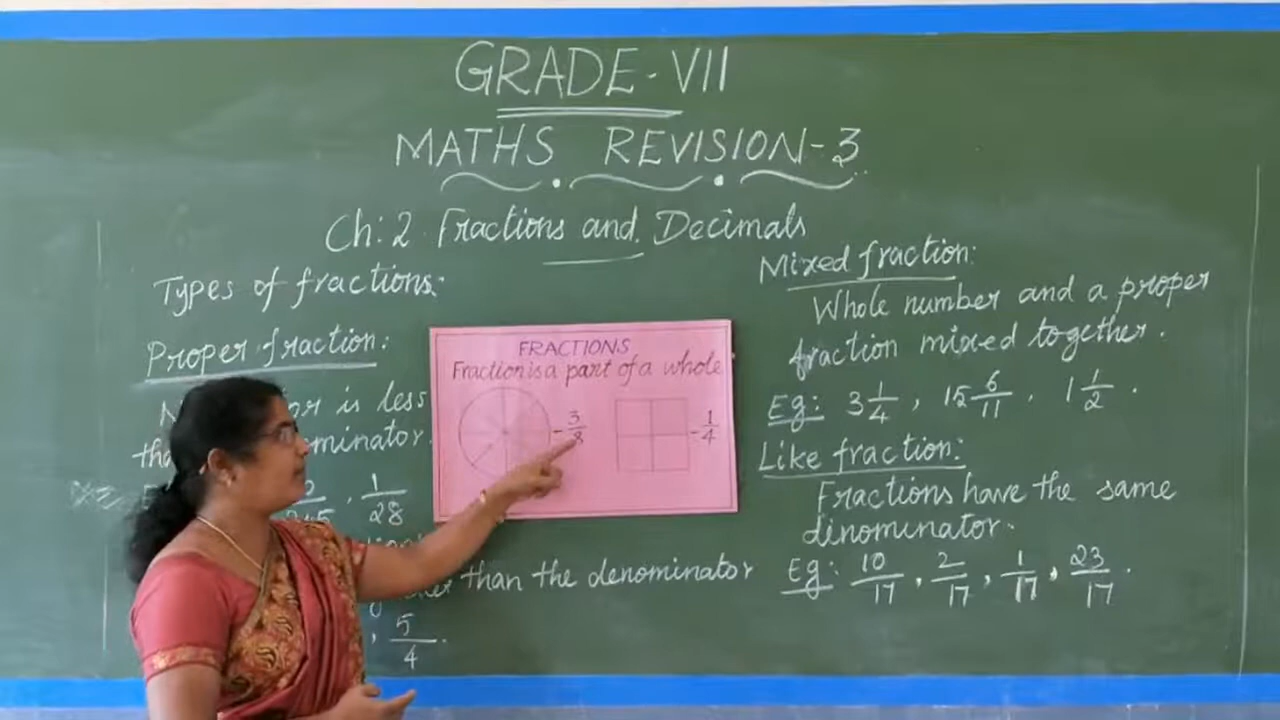 GRADE-VII
MATHS REVISION-3
Ch: 2 Fractions and Decimals
Types of fractions:
Proper fraction:
is less
than
1/28
than the denominator
5/4
FRACTIONS
Fraction is a part of a whole
3/8
1/4
Mixed fraction:
Whole number and a proper
fraction mixed together.
Eg: 3 1/4, 15 6/11, 1 1/2.
Like fraction:
Fractions have the same
dinominator.
Eg: 10/17, 2/17, 1/17, 23/17.